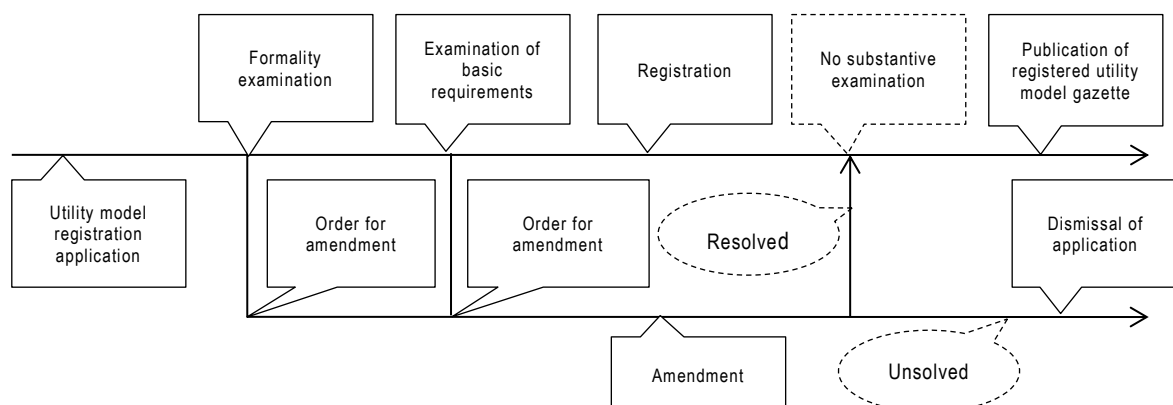 Formality
examination
Examination of
basic
requirements
Registration
No substantive
examination
Publication of
registered utility
model gazette
Utility model
registration
application
Order for
amendment
Order for
amendment
Resolved
Dismissal of
application
Amendment
Unsolved